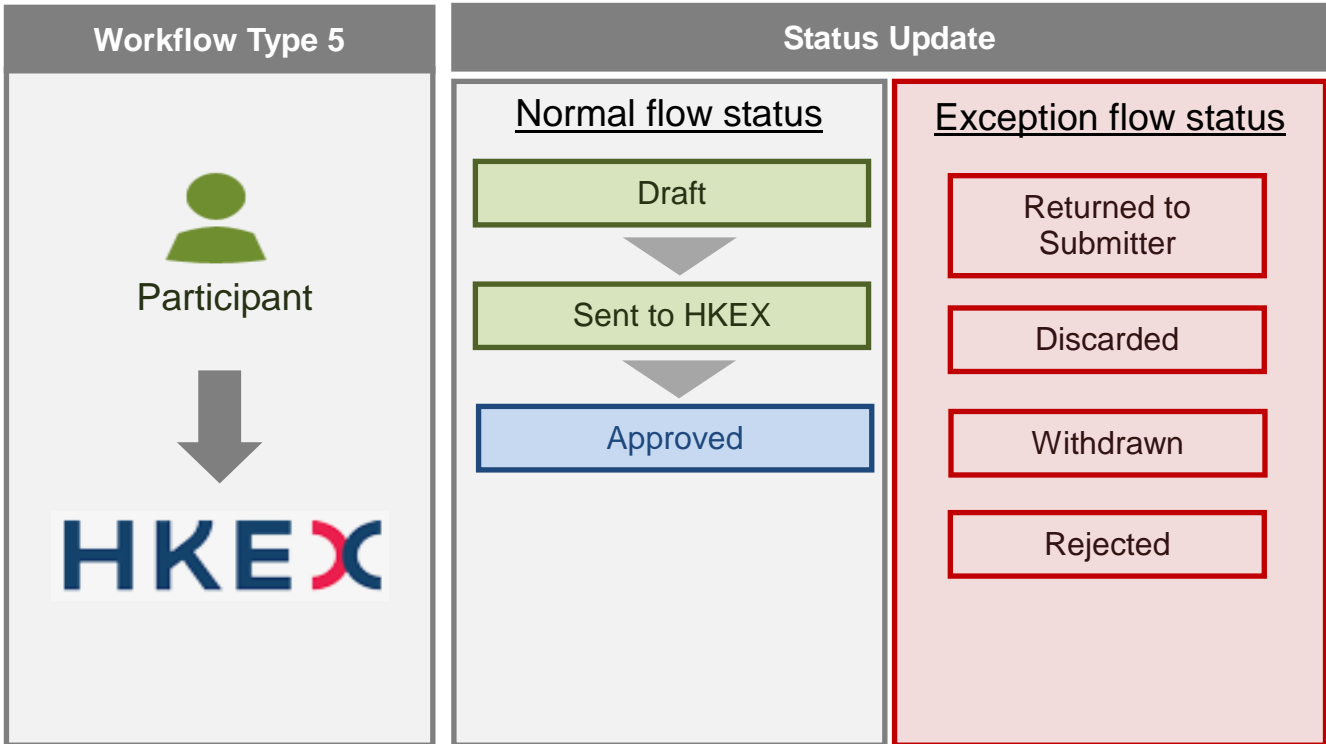 Workflow Type 5
Status Update
Participant
HKEX
Normal flow status
Draft
Sent to HKEX
Approved
Exception flow status
Returned to
Submitter
Discarded
Withdrawn
Rejected